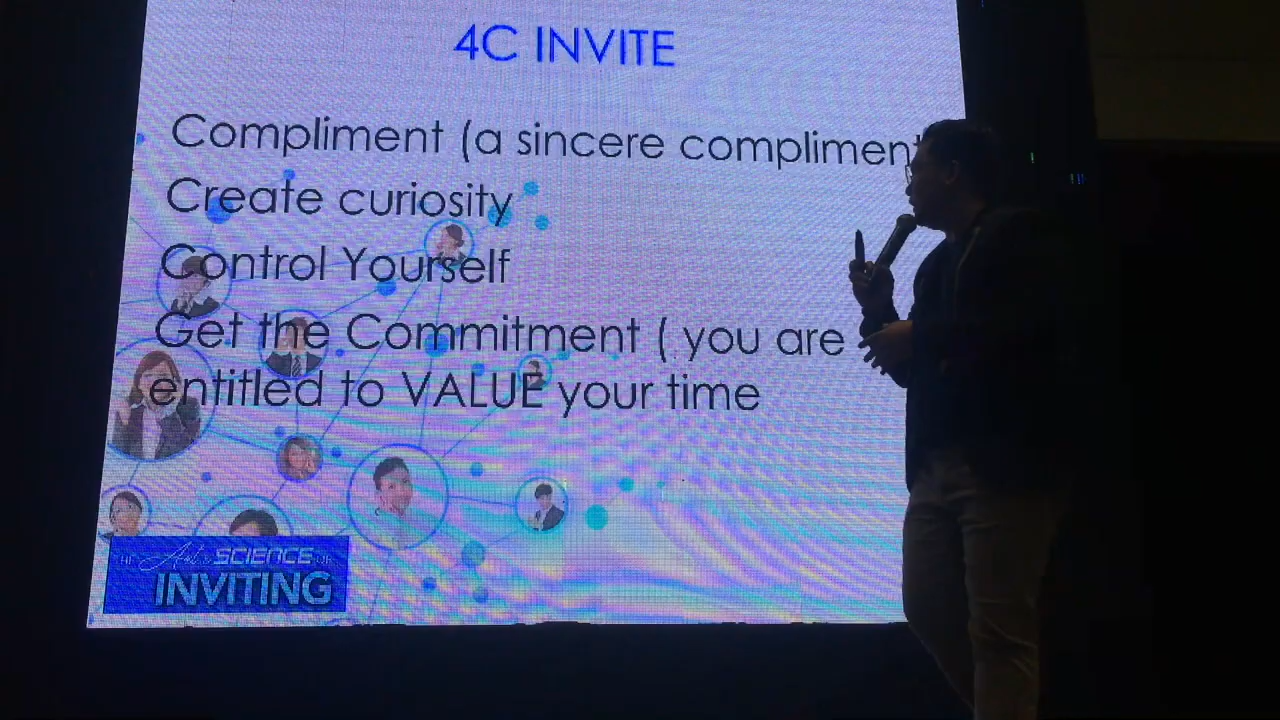 4C INVITE
Compliment (a sincere compliment
Create curiosity
Control Yourself
Get the Commitment ( you are
entitled to VALUE your time
SCIENCE OF
INVITING